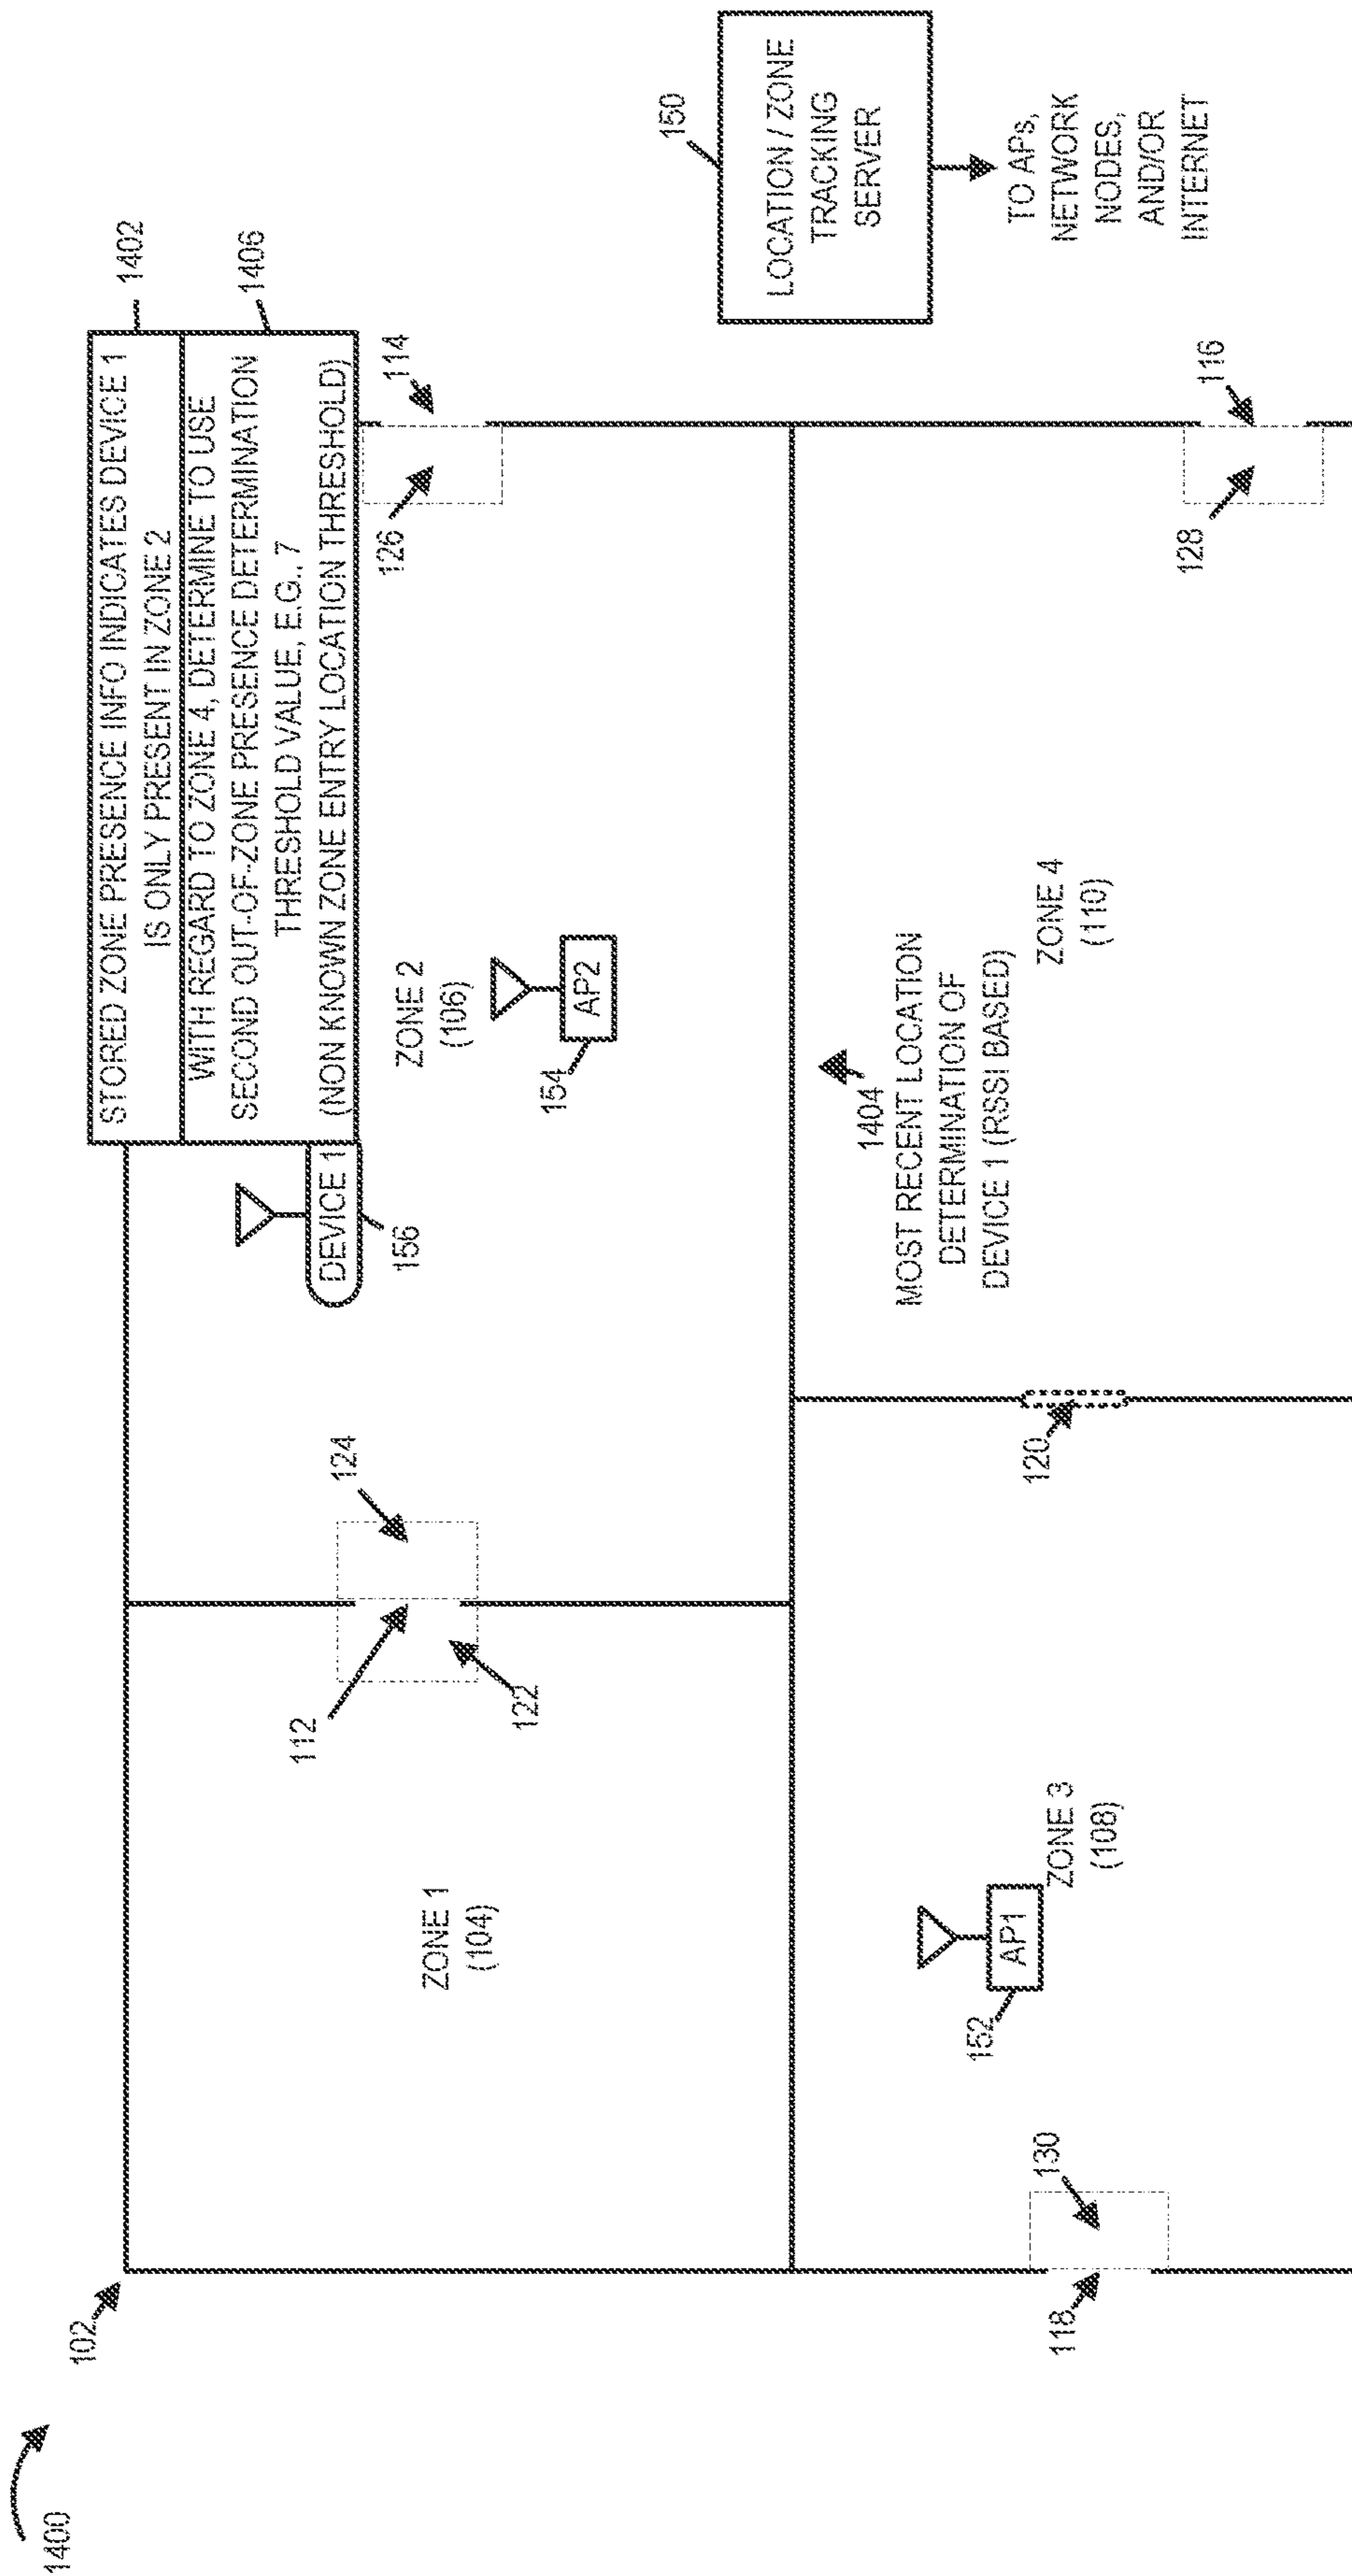 1400
102
STORED ZONE PRESENCE INFO INDICATES DEVICE 1
IS ONLY PRESENT IN ZONE 2
1402
WITH REGARD TO ZONE 4, DETERMINE TO USE
SECOND OUT-OF-ZONE PRESENCE DETERMINATION
THRESHOLD VALUE, E.G., 7
(NON KNOWN ZONE ENTRY LOCATION THRESHOLD)
1406
DEVICE 1
156
112
124
122
114
126
ZONE 1
(104)
ZONE 2
(106)
AP2
154
150
LOCATION / ZONE
TRACKING
SERVER
TO APs,
NETWORK
NODES,
AND/OR
INTERNET
1404
MOST RECENT LOCATION
DETERMINATION OF
DEVICE 1 (RSSI BASED)
AP1
152
ZONE 3
(108)
120
ZONE 4
(110)
118
130
116
128